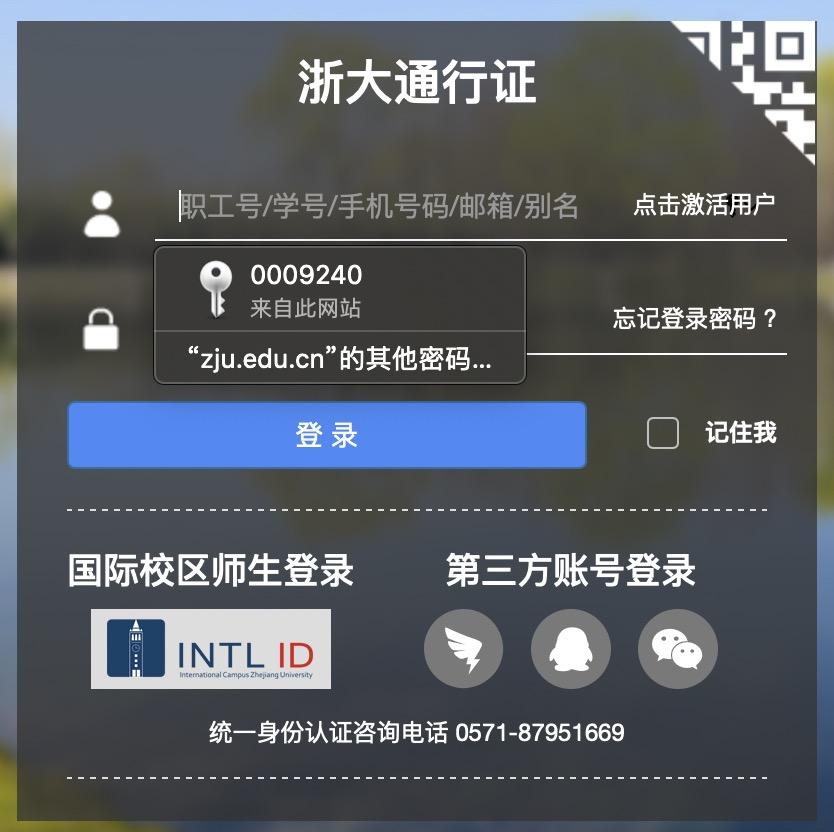 浙大通行证
职工号/学号/手机号码/邮箱/别名 点击激活用户
0009240
来自此网站
忘记登录密码？
“zju.edu.cn”的其他密码...
登 录 记住我
国际校区师生登录 第三方账号登录
INTL ID
International Campus Zhejiang University
统一身份认证咨询电话 0571-87951669